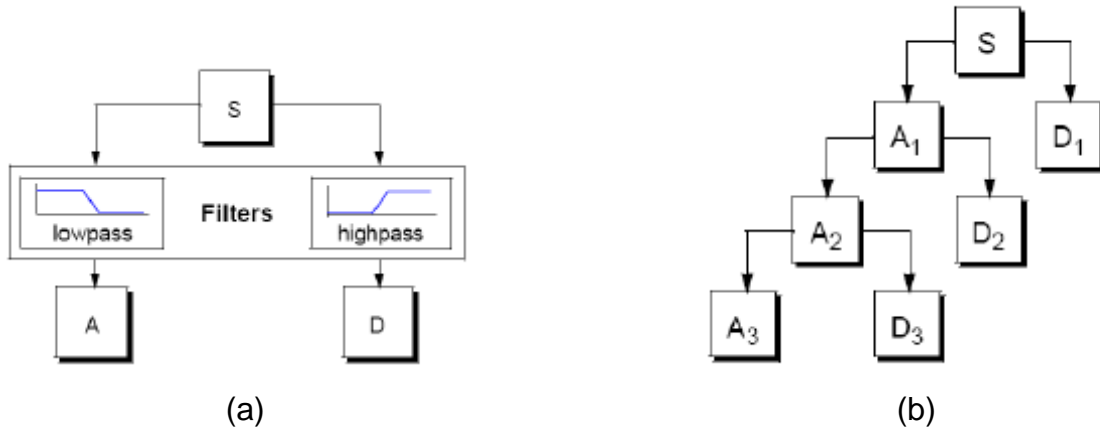 S
Filters
lowpass
highpass
A
D
(a)
S
A₁
D₁
A₂
D₂
A₃
D₃
(b)